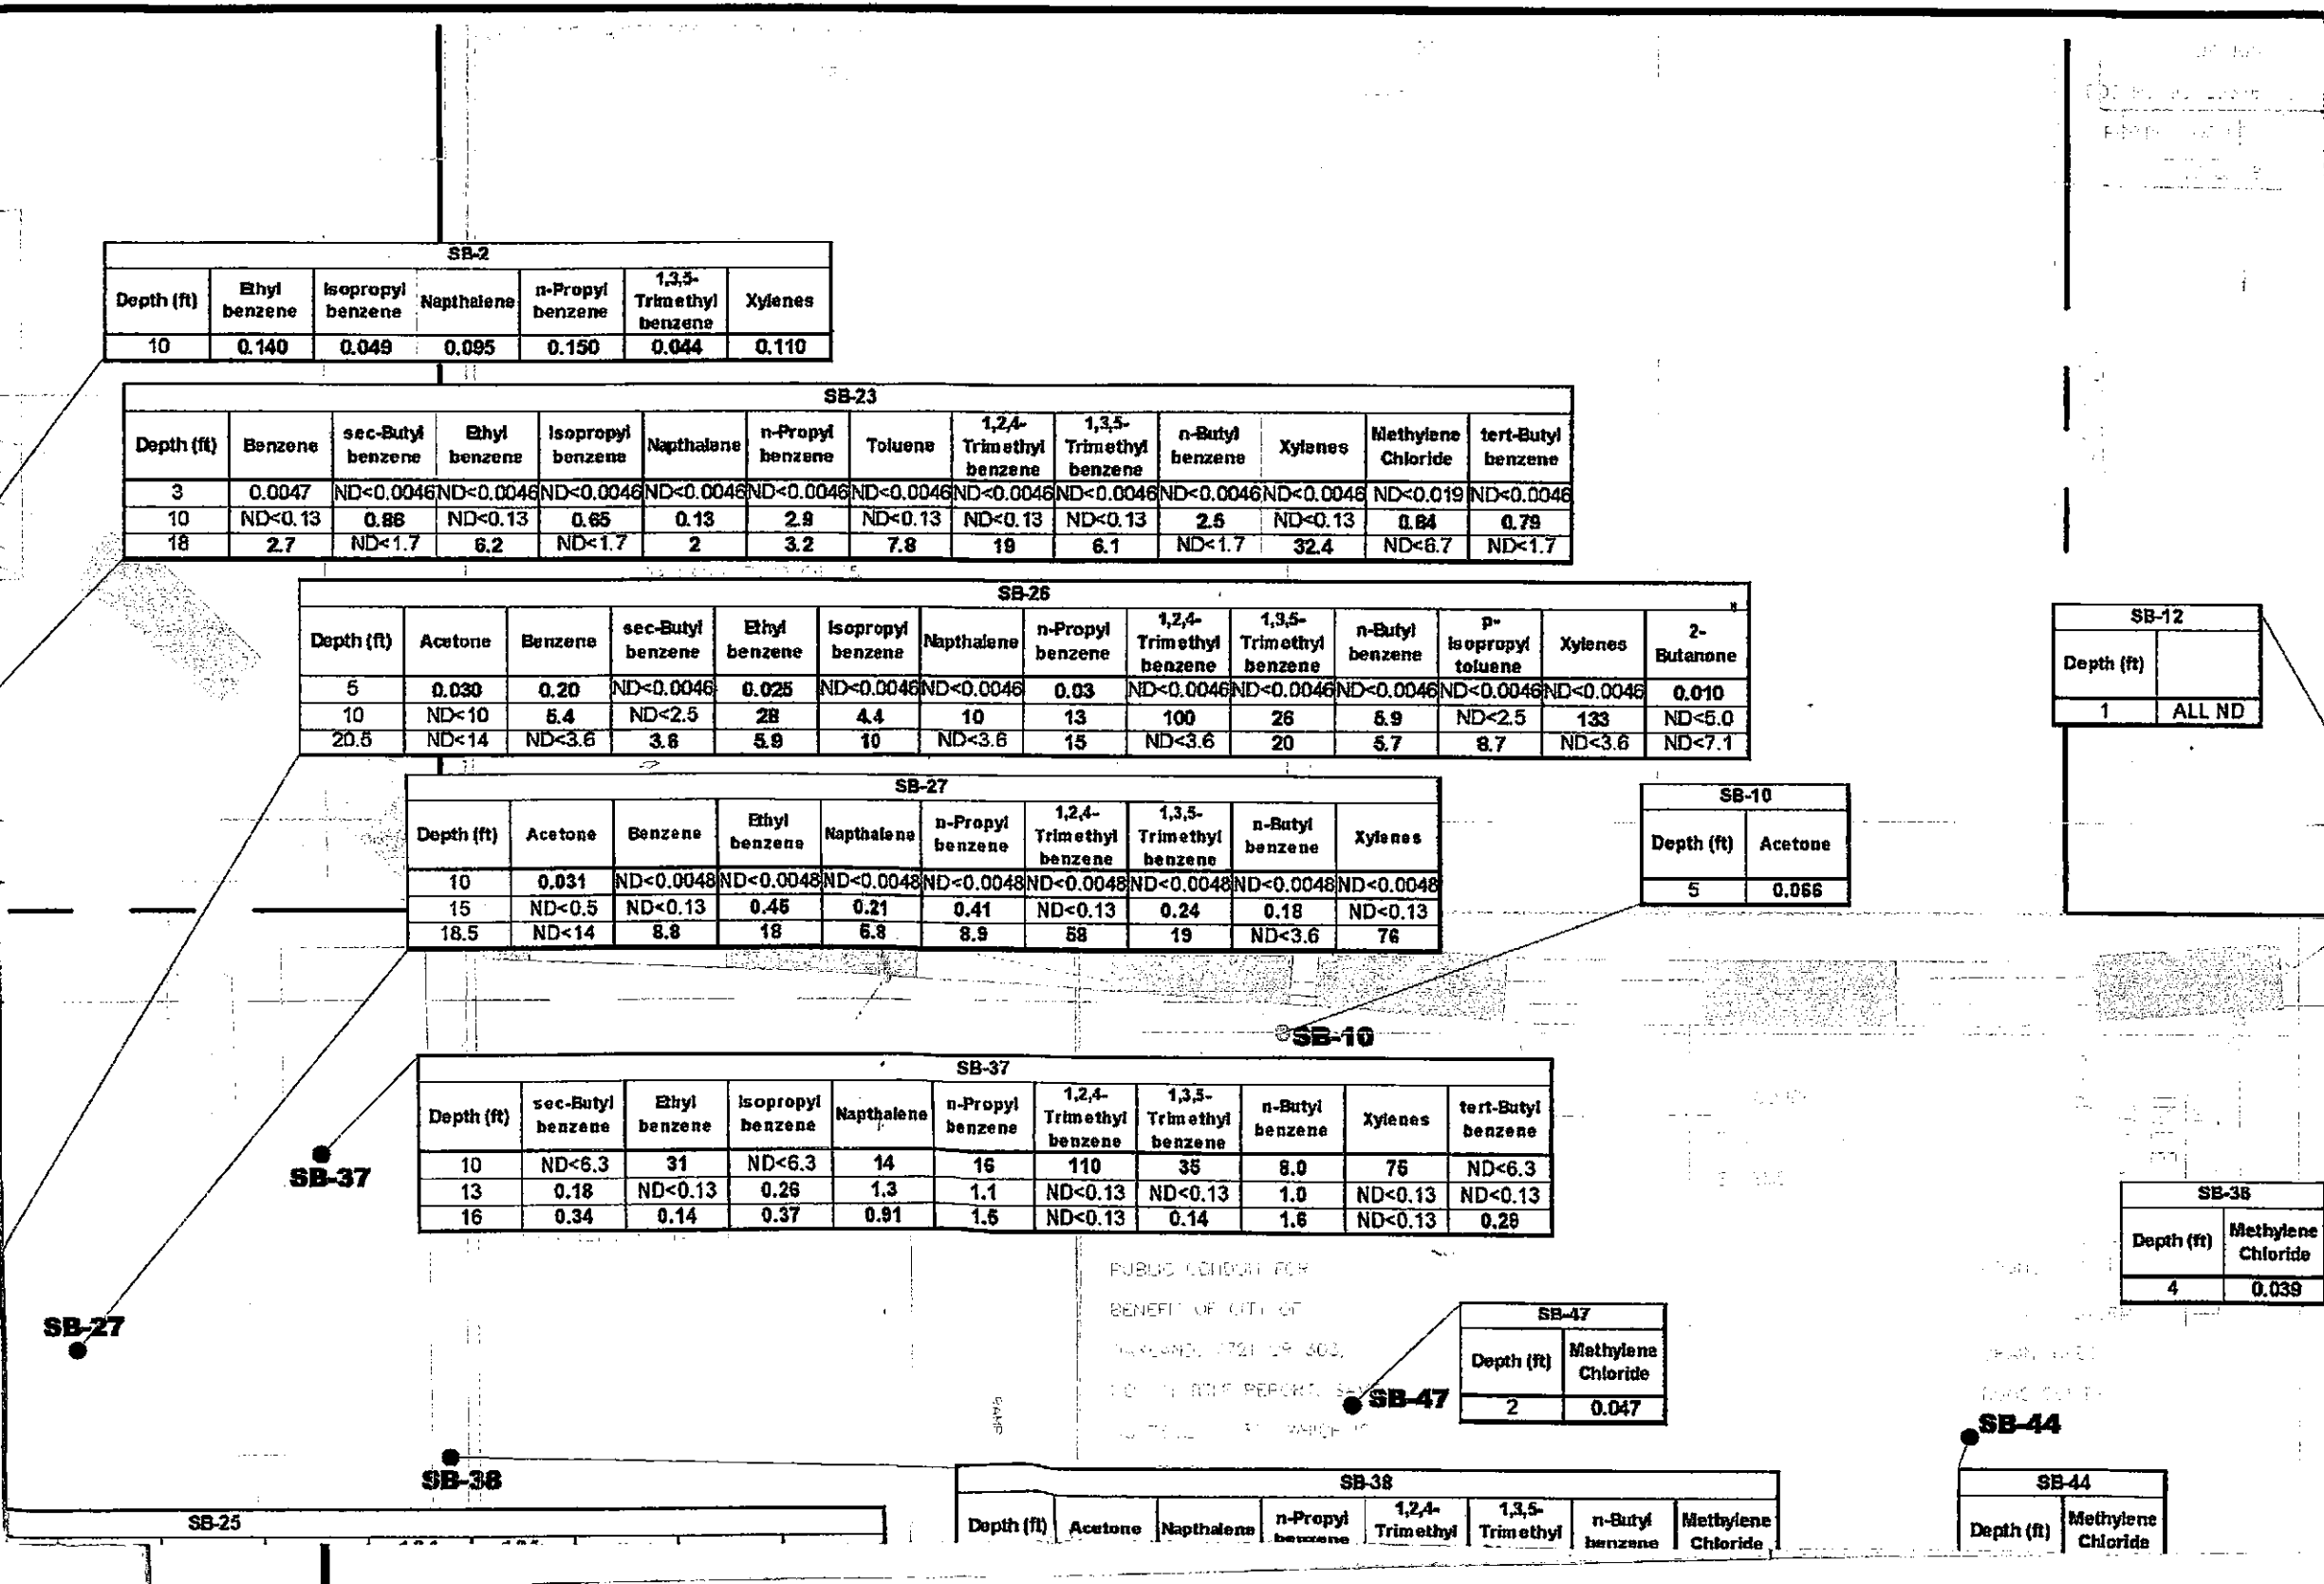 SB-2
Depth (ft) Ethyl benzene Isopropyl benzene Napthalene n-Propyl benzene 1,3,5-Trimethyl benzene Xylenes
10 0.140 0.049 0.095 0.150 0.044 0.110
SB-23
Depth (ft) Benzene sec-Butyl benzene Ethyl benzene Isopropyl benzene Napthalene n-Propyl benzene Toluene 1,2,4-Trimethyl benzene 1,3,5-Trimethyl benzene n-Butyl benzene Xylenes Methylene Chloride tert-Butyl benzene
3 0.0047 ND<0.0046 ND<0.0046 ND<0.0046 ND<0.0046 ND<0.0046 ND<0.0046 ND<0.0046 ND<0.0046 ND<0.0046 ND<0.0046 ND<0.019 ND<0.0046
10 ND<0.13 0.86 ND<0.13 0.65 0.13 2.9 ND<0.13 ND<0.13 ND<0.13 2.5 ND<0.13 0.84 0.79
18 2.7 ND<1.7 6.2 ND<1.7 2 3.2 7.8 19 6.1 ND<1.7 32.4 ND<6.7 ND<1.7
SB-26
Depth (ft) Acetone Benzene sec-Butyl benzene Ethyl benzene Isopropyl benzene Napthalene n-Propyl benzene 1,2,4-Trimethyl benzene 1,3,5-Trimethyl benzene n-Butyl benzene p-Isopropyl toluene Xylenes 2-Butanone
5 0.030 0.20 ND<0.0046 0.025 ND<0.0046 ND<0.0046 0.03 ND<0.0046 ND<0.0046 ND<0.0046 ND<0.0046 ND<0.0046 0.010
10 ND<10 5.4 ND<2.5 28 4.4 10 13 100 26 5.9 ND<2.5 133 ND<5.0
20.5 ND<14 ND<3.6 3.6 5.9 10 ND<3.6 15 ND<3.6 20 5.7 8.7 ND<3.6 ND<7.1
SB-12
Depth (ft)
1 ALL ND
SB-27
Depth (ft) Acetone Benzene Ethyl benzene Napthalene n-Propyl benzene 1,2,4-Trimethyl benzene 1,3,5-Trimethyl benzene n-Butyl benzene Xylenes
10 0.031 ND<0.0048 ND<0.0048 ND<0.0048 ND<0.0048 ND<0.0048 ND<0.0048 ND<0.0048 ND<0.0048
15 ND<0.5 ND<0.13 0.45 0.21 0.41 ND<0.13 0.24 0.18 ND<0.13
18.5 ND<14 8.8 18 6.8 8.9 58 19 ND<3.6 76
SB-10
Depth (ft) Acetone
5 0.066
SB-10
SB-37
Depth (ft) sec-Butyl benzene Ethyl benzene Isopropyl benzene Napthalene n-Propyl benzene 1,2,4-Trimethyl benzene 1,3,5-Trimethyl benzene n-Butyl benzene Xylenes tert-Butyl benzene
10 ND<6.3 31 ND<6.3 14 16 110 35 8.0 75 ND<6.3
13 0.18 ND<0.13 0.26 1.3 1.1 ND<0.13 ND<0.13 1.0 ND<0.13 ND<0.13
16 0.34 0.14 0.37 0.91 1.5 ND<0.13 0.14 1.6 ND<0.13 0.29
SB-37
SB-36
Depth (ft) Methylene Chloride
4 0.039
PUBLIC CONDUIT FOR
BENEFIT OF CITY OF
REPORT
RAMP
SB-27
SB-47
Depth (ft) Methylene Chloride
2 0.047
SB-47
SB-44
SB-38
SB-38
Depth (ft) Acetone Napthalene n-Propyl benzene 1,2,4-Trimethyl 1,3,5-Trimethyl n-Butyl benzene Methylene Chloride
SB-44
Depth (ft) Methylene Chloride
SB-25